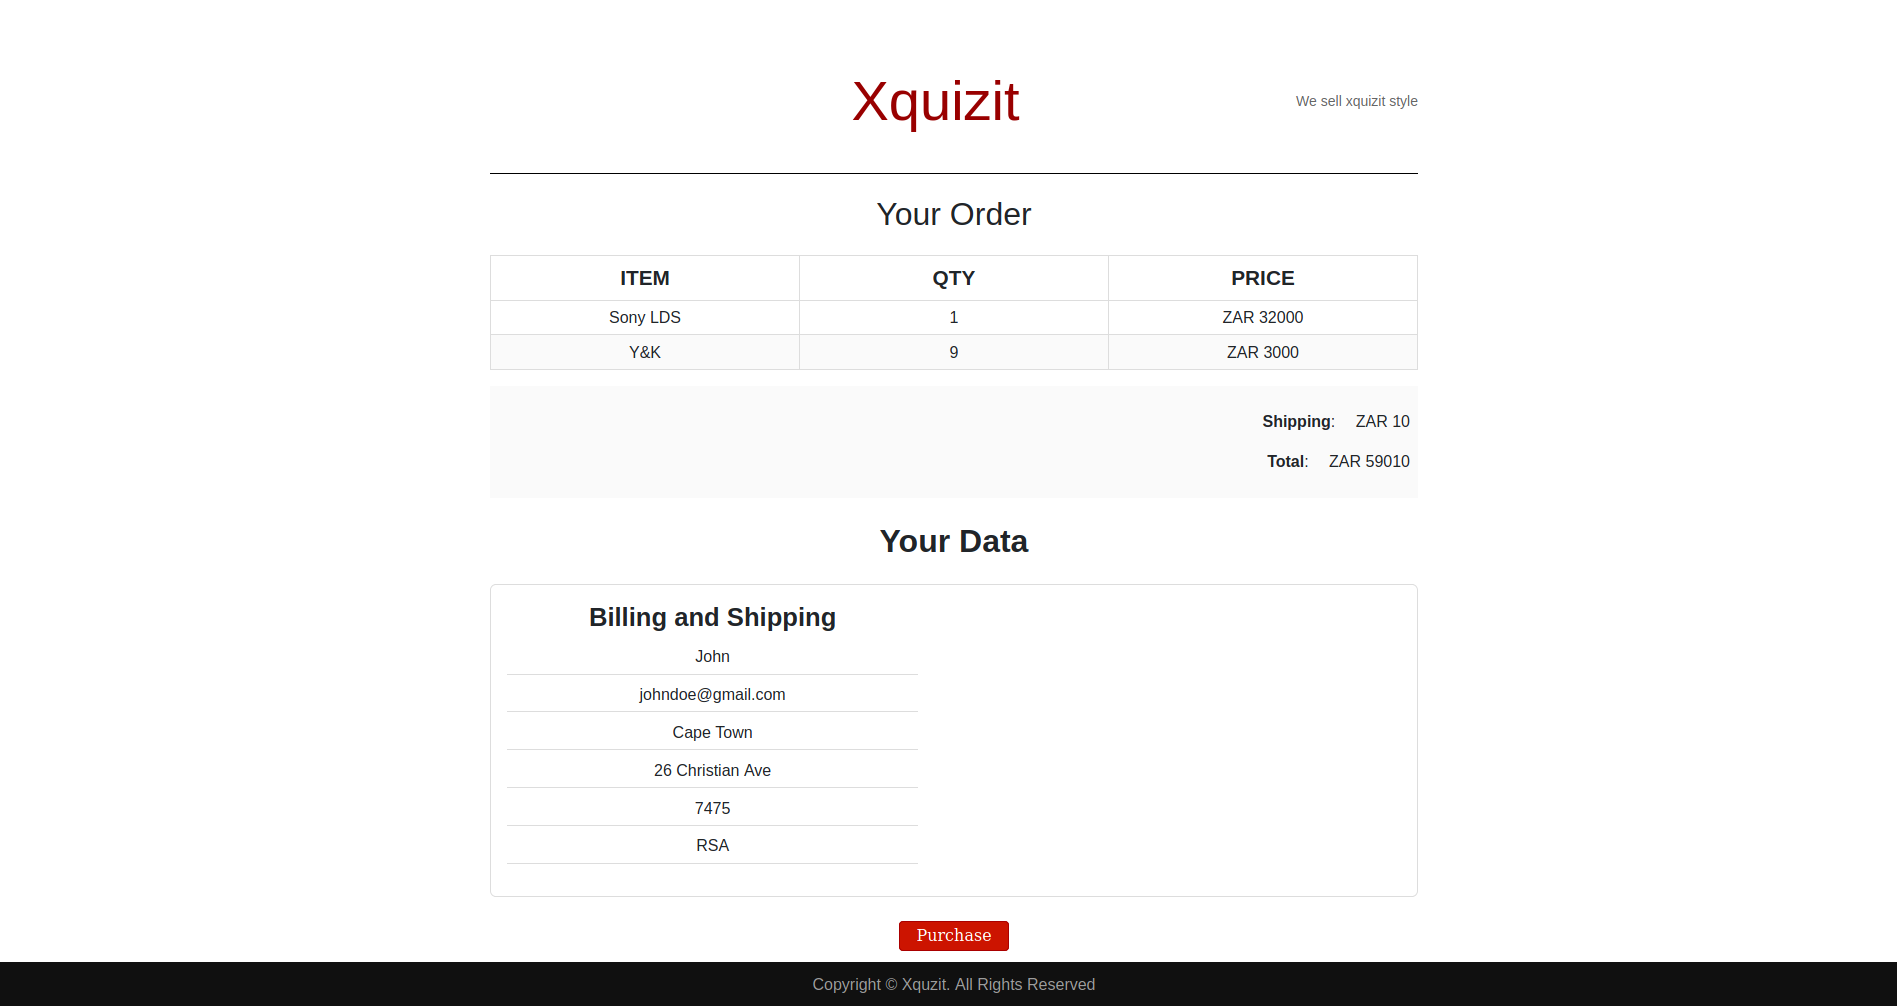 Xquizit
We sell xquizit style
Your Order
ITEM QTY PRICE
Sony LDS 1 ZAR 32000
Y&K 9 ZAR 3000
Shipping: ZAR 10
Total: ZAR 59010
Your Data
Billing and Shipping
John
johndoe@gmail.com
Cape Town
26 Christian Ave
7475
RSA
Purchase
Copyright © Xquzit. All Rights Reserved